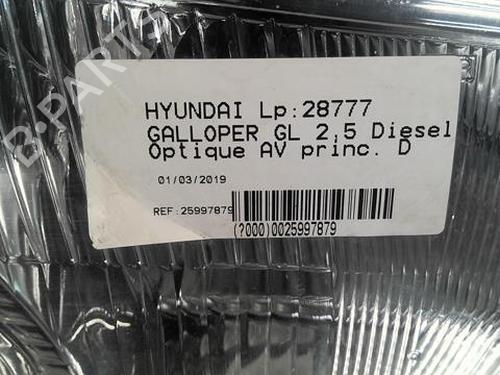 HYUNDAI Lp:28777
GALLOPER GL 2,5 Diesel
Optique AV princ. D
01/03/2019
REF:25997879
(?000)0025997879
B-PARTS